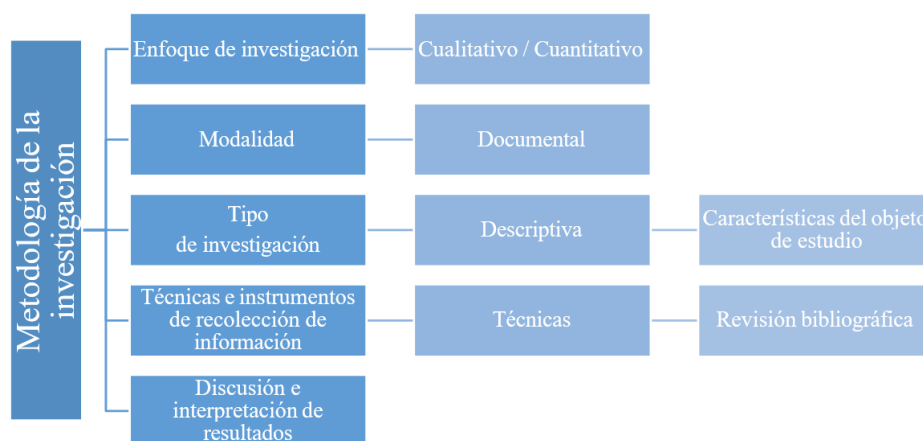 Metodología de la
investigación
Enfoque de investigación
Cualitativo / Cuantitativo
Modalidad
Documental
Tipo
de investigación
Descriptiva
Características del objeto
de estudio
Técnicas e instrumentos
de recolección de
información
Técnicas
Revisión bibliográfica
Discusión e
interpretación de
resultados